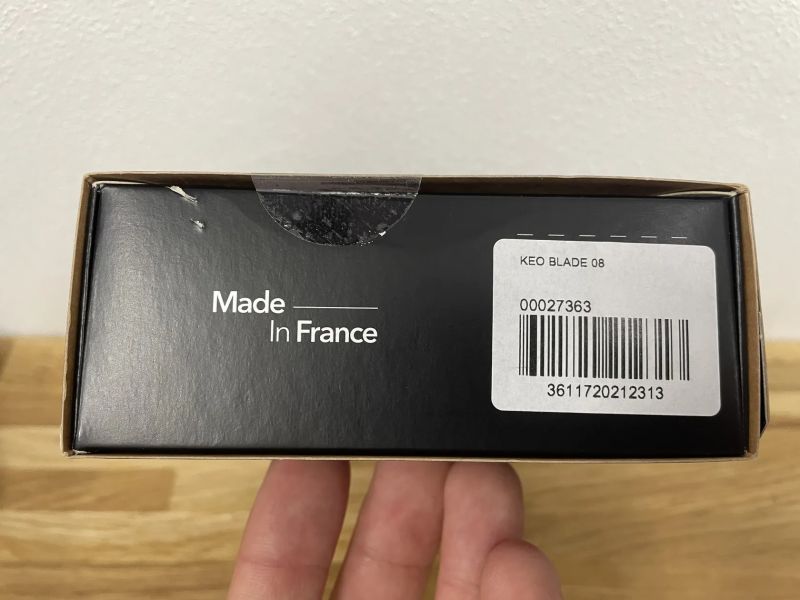 Made
In France
KEO BLADE 08
00027363
3611720212313